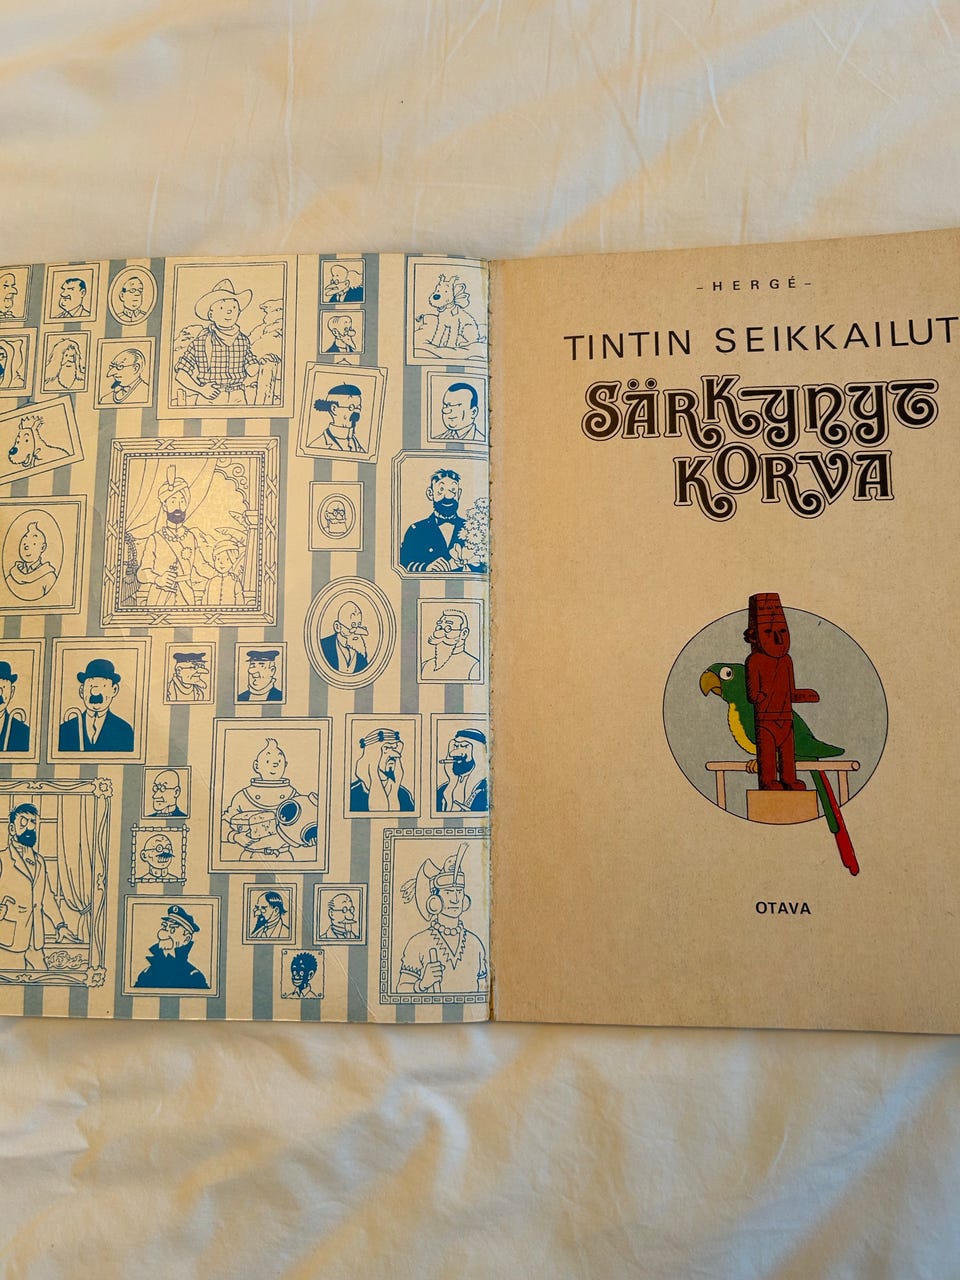 -HERGÉ-
TINTIN SEIKKAILUT
SÄRKYNYT
KORVA
OTAVA